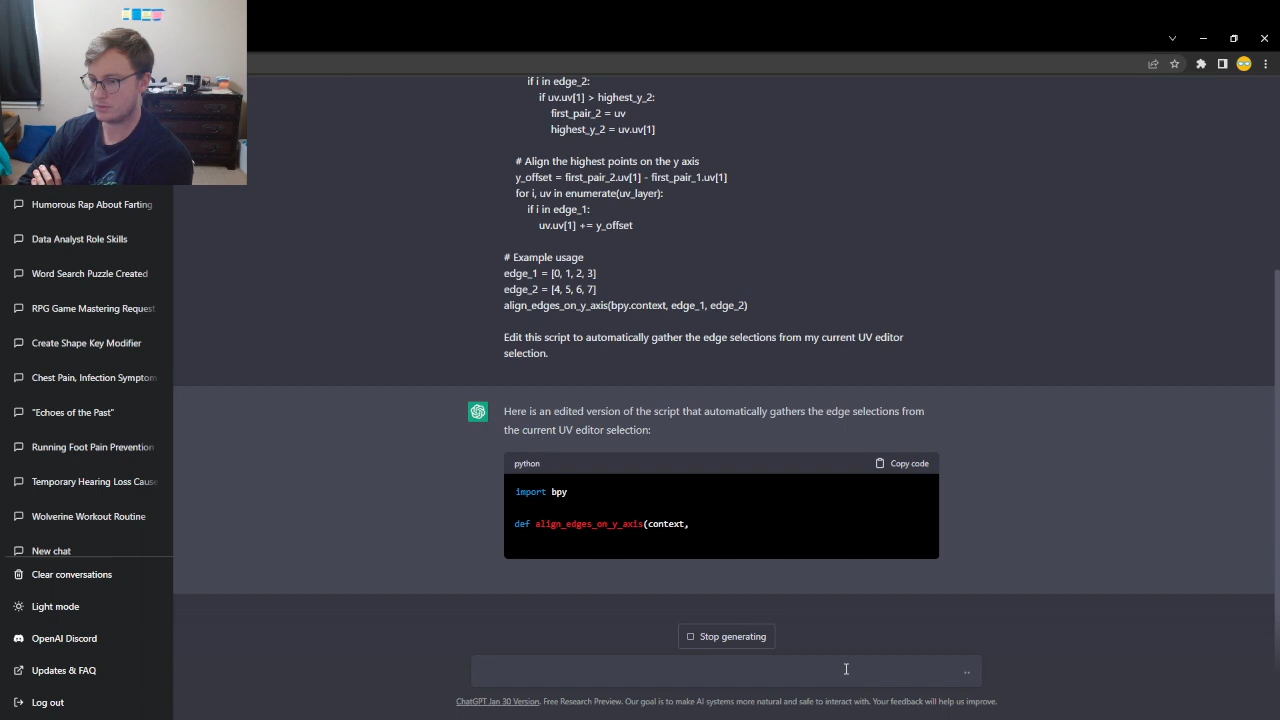 Humorous Rap About Farting
Data Analyst Role Skills
Word Search Puzzle Created
RPG Game Mastering Request
Create Shape Key Modifier
Chest Pain, Infection Symptom
"Echoes of the Past"
Running Foot Pain Prevention
Temporary Hearing Loss Cause
Wolverine Workout Routine
New chat
Clear conversations
Light mode
OpenAI Discord
Updates & FAQ
Log out
if i in edge_2:
if uv.uv[1] > highest_y_2:
first_pair_2 = uv
highest_y_2 = uv.uv[1]
# Align the highest points on the y axis
y_offset = first_pair_2.uv[1] - first_pair_1.uv[1]
for i, uv in enumerate(uv_layer):
if i in edge_1:
uv.uv[1] += y_offset
# Example usage
edge_1 = [0, 1, 2, 3]
edge_2 = [4, 5, 6, 7]
align_edges_on_y_axis(bpy.context, edge_1, edge_2)
Edit this script to automatically gather the edge selections from my current UV editor
selection.
Here is an edited version of the script that automatically gathers the edge selections from
the current UV editor selection:
python
Copy code
import bpy
def align_edges_on_y_axis(context,
Stop generating
ChatGPT Jan 30 Version. Free Research Preview. Our goal is to make AI systems more natural and safe to interact with. Your feedback will help us improve.